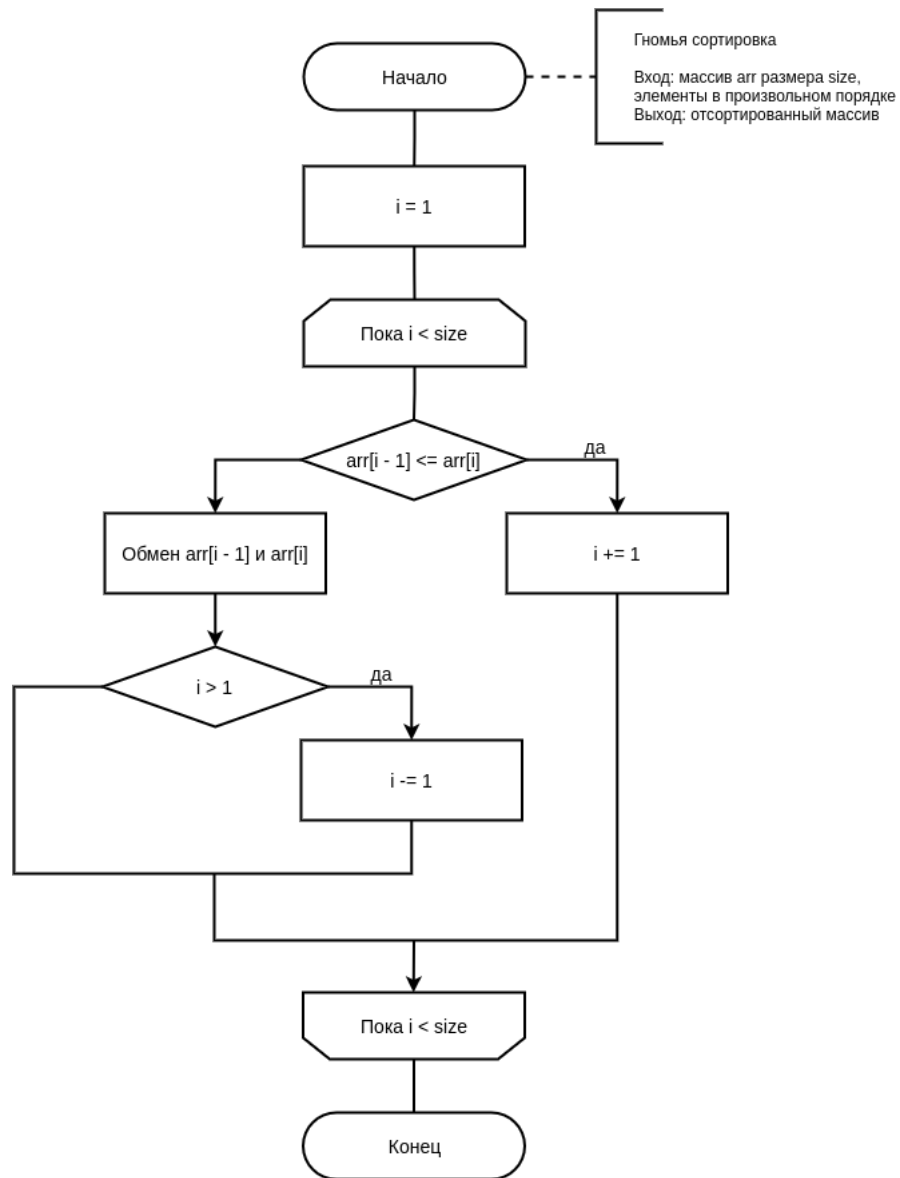 Гномья сортировка
Вход: массив arr размера size,
элементы в произвольном порядке
Выход: отсортированный массив
Начало
i = 1
Пока i < size
arr[i - 1] <= arr[i]
да
Обмен arr[i - 1] и arr[i]
i += 1
i > 1
да
i -= 1
Пока i < size
Конец